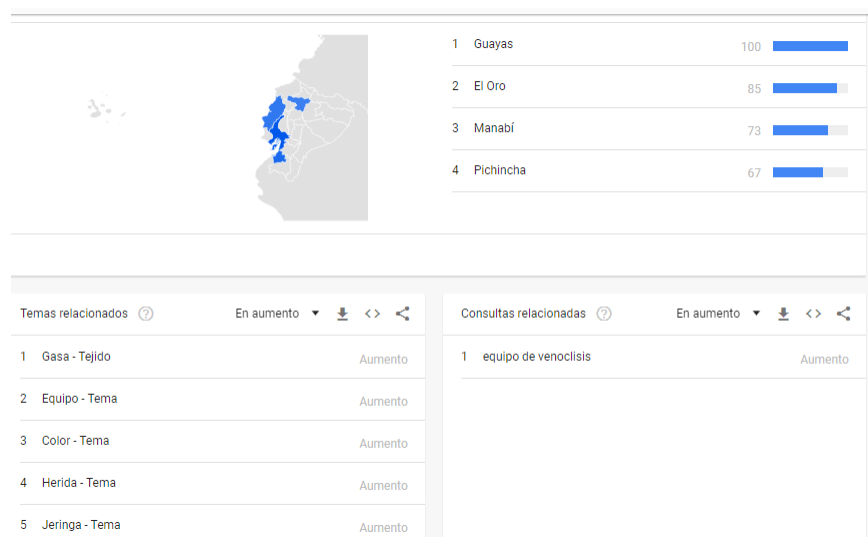 1 Guayas 100
2 El Oro 85
3 Manabí 73
4 Pichincha 67
Temas relacionados ? En aumento
1 Gasa - Tejido Aumento
2 Equipo - Tema Aumento
3 Color - Tema Aumento
4 Herida - Tema Aumento
5 Jeringa - Tema Aumento
Consultas relacionadas ? En aumento <>
1 equipo de venoclisis Aumento